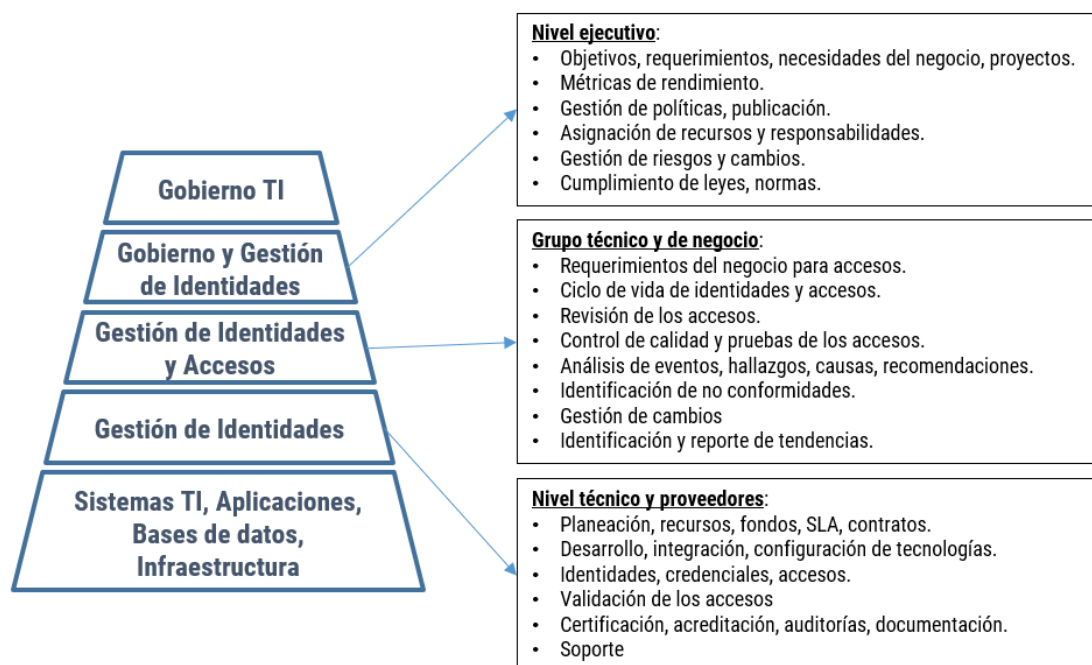 Gobierno TI
Gobierno y Gestión
de Identidades
Gestión de Identidades
y Accesos
Gestión de Identidades
Sistemas TI, Aplicaciones,
Bases de datos,
Infraestructura
Nivel ejecutivo:
• Objetivos, requerimientos, necesidades del negocio, proyectos.
• Métricas de rendimiento.
• Gestión de políticas, publicación.
• Asignación de recursos y responsabilidades.
• Gestión de riesgos y cambios.
• Cumplimiento de leyes, normas.
Grupo técnico y de negocio:
• Requerimientos del negocio para accesos.
• Ciclo de vida de identidades y accesos.
• Revisión de los accesos.
• Control de calidad y pruebas de los accesos.
• Análisis de eventos, hallazgos, causas, recomendaciones.
• Identificación de no conformidades.
• Gestión de cambios
• Identificación y reporte de tendencias.
Nivel técnico y proveedores:
• Planeación, recursos, fondos, SLA, contratos.
• Desarrollo, integración, configuración de tecnologías.
• Identidades, credenciales, accesos.
• Validación de los accesos
• Certificación, acreditación, auditorías, documentación.
• Soporte